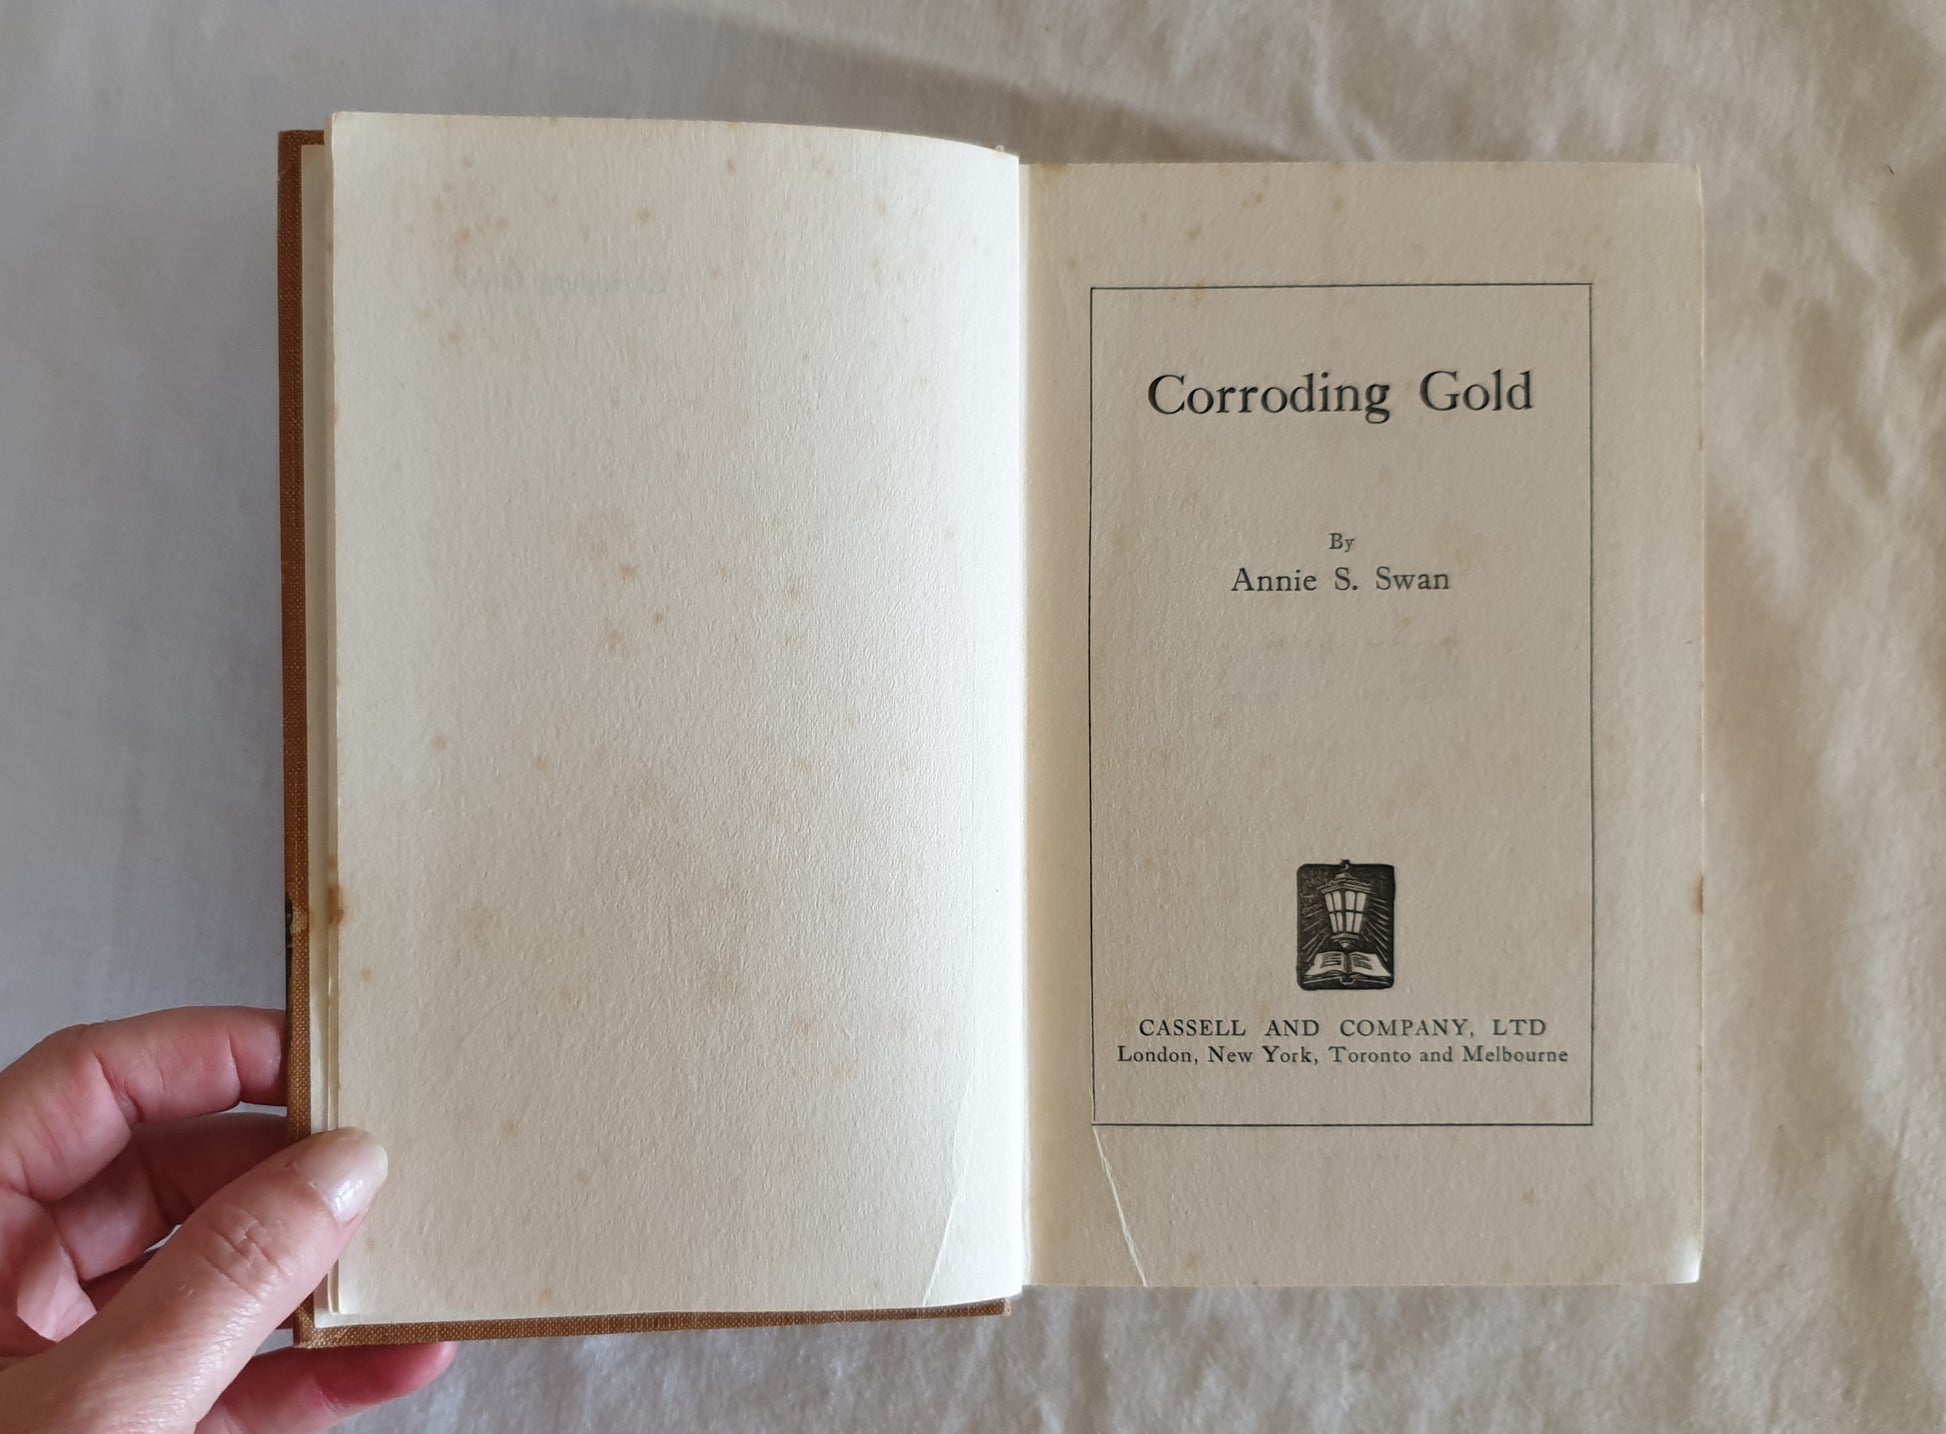 Corroding Gold
By
Annie S. Swan
CASSELL AND COMPANY, LTD
London, New York, Toronto and Melbourne